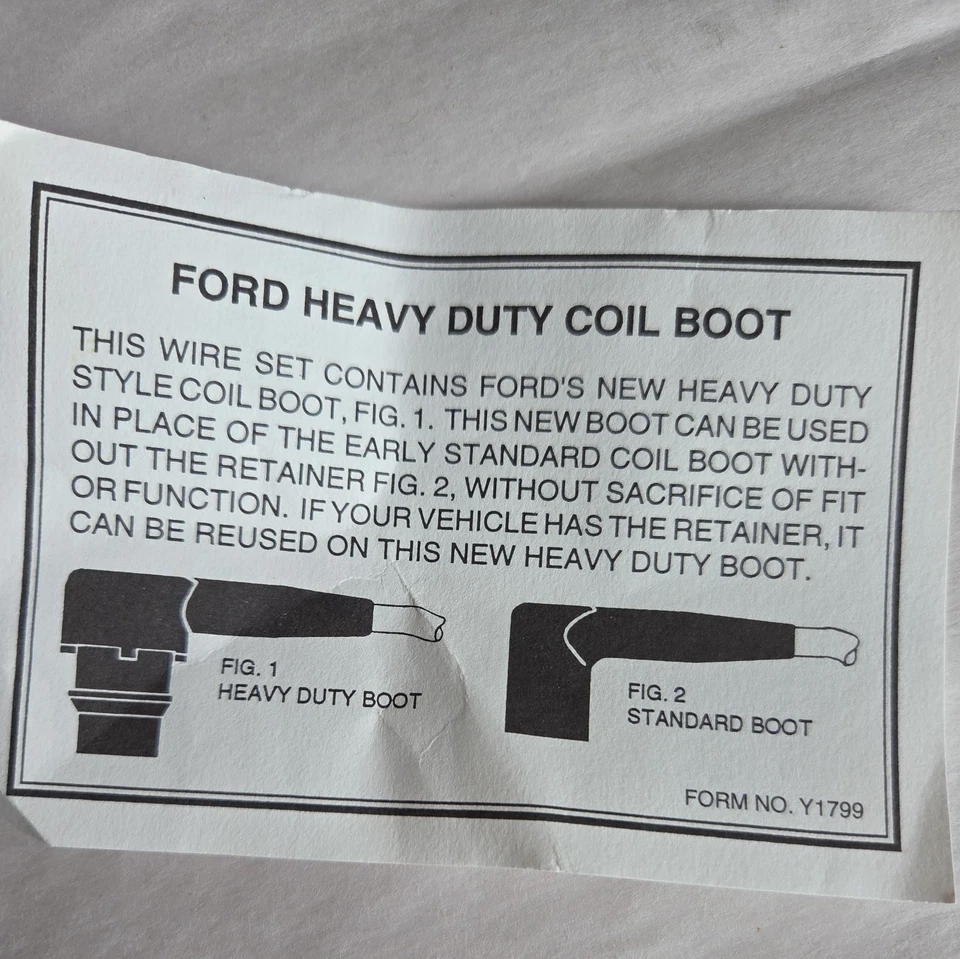 FORD HEAVY DUTY COIL BOOT
THIS WIRE SET CONTAINS FORD'S NEW HEAVY DUTY
STYLE COIL BOOT, FIG. 1. THIS NEW BOOT CAN BE USED
IN PLACE OF THE EARLY STANDARD COIL BOOT WITH-
OUT THE RETAINER FIG. 2, WITHOUT SACRIFICE OF FIT
OR FUNCTION. IF YOUR VEHICLE HAS THE RETAINER, IT
CAN BE REUSED ON THIS NEW HEAVY DUTY BOOT.
FIG. 1
HEAVY DUTY BOOT
FIG. 2
STANDARD BOOT
FORM NO. Y1799